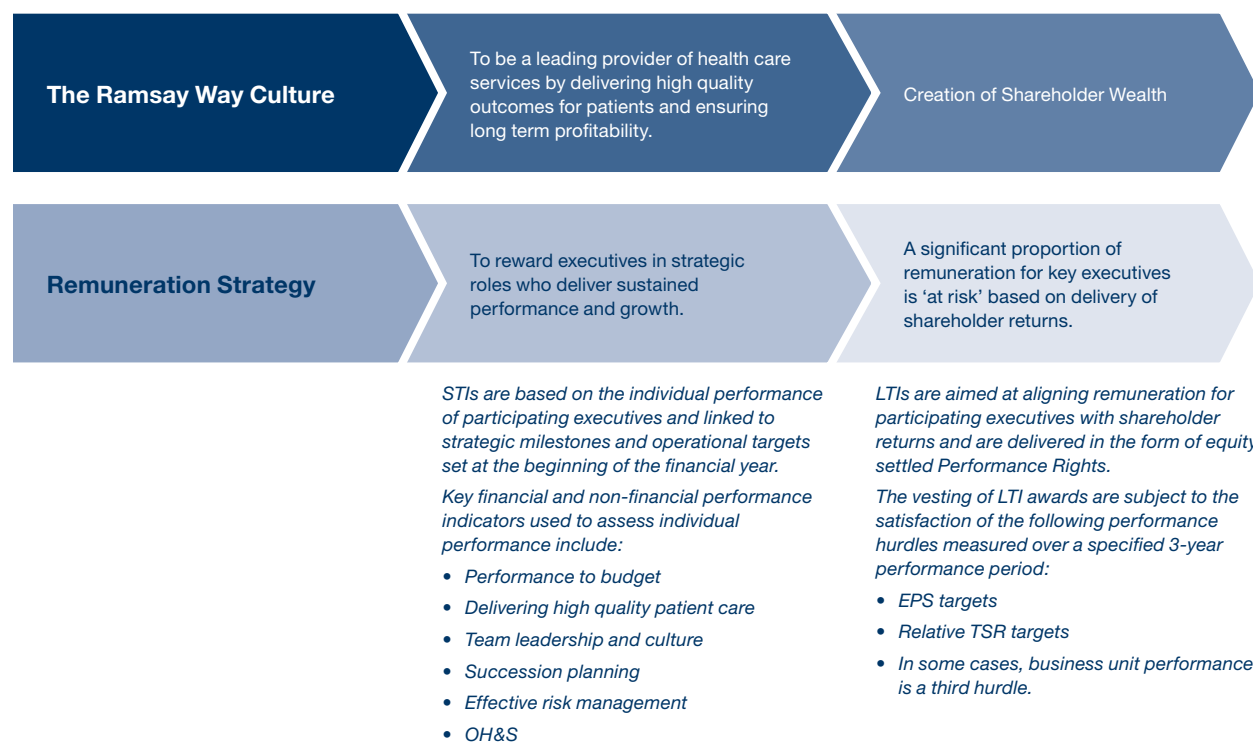 The Ramsay Way Culture
To be a leading provider of health care
services by delivering high quality
outcomes for patients and ensuring
long term profitability.
Creation of Shareholder Wealth
Remuneration Strategy
To reward executives in strategic
roles who deliver sustained
performance and growth.
A significant proportion of
remuneration for key executives
is ‘at risk’ based on delivery of
shareholder returns.
STIs are based on the individual performance
of participating executives and linked to
strategic milestones and operational targets
set at the beginning of the financial year.
Key financial and non-financial performance
indicators used to assess individual
performance include:
• Performance to budget
• Delivering high quality patient care
• Team leadership and culture
• Succession planning
• Effective risk management
• OH&S
LTIs are aimed at aligning remuneration for
participating executives with shareholder
returns and are delivered in the form of equity
settled Performance Rights.
The vesting of LTI awards are subject to the
satisfaction of the following performance
hurdles measured over a specified 3-year
performance period:
• EPS targets
• Relative TSR targets
• In some cases, business unit performance
is a third hurdle.